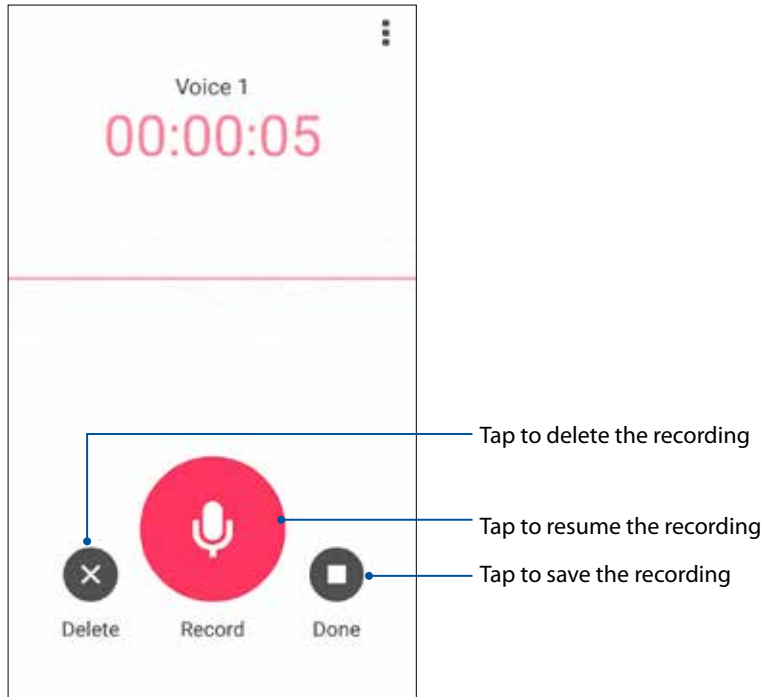 Voice 1
00:00:05
Tap to delete the recording
Tap to resume the recording
Tap to save the recording
Delete Record Done